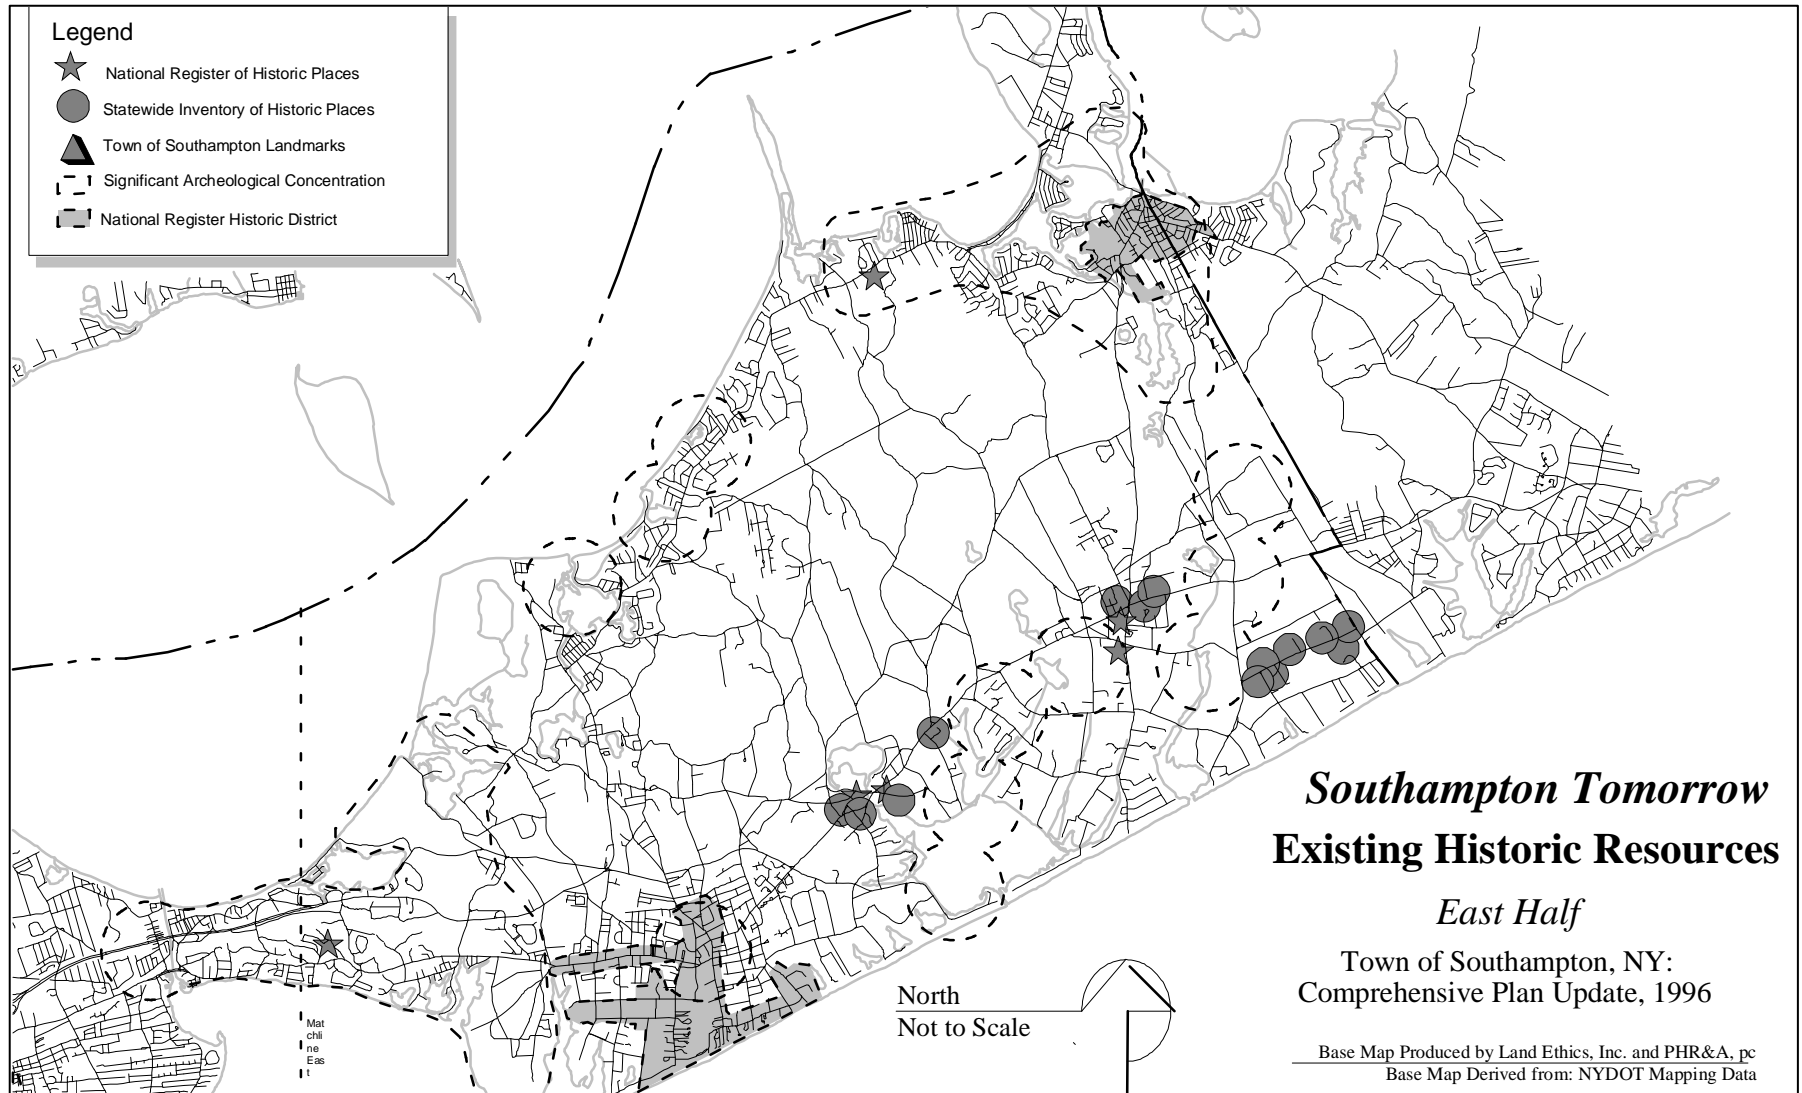 Legend
National Register of Historic Places
Statewide Inventory of Historic Places
Town of Southampton Landmarks
Significant Archeological Concentration
National Register Historic District
Southampton Tomorrow
Existing Historic Resources
East Half
Town of Southampton, NY:
Comprehensive Plan Update, 1996
North
Not to Scale
Mat
chli
ne
Eas
t
Base Map Produced by Land Ethics, Inc. and PHR&A, pc
Base Map Derived from: NYDOT Mapping Data